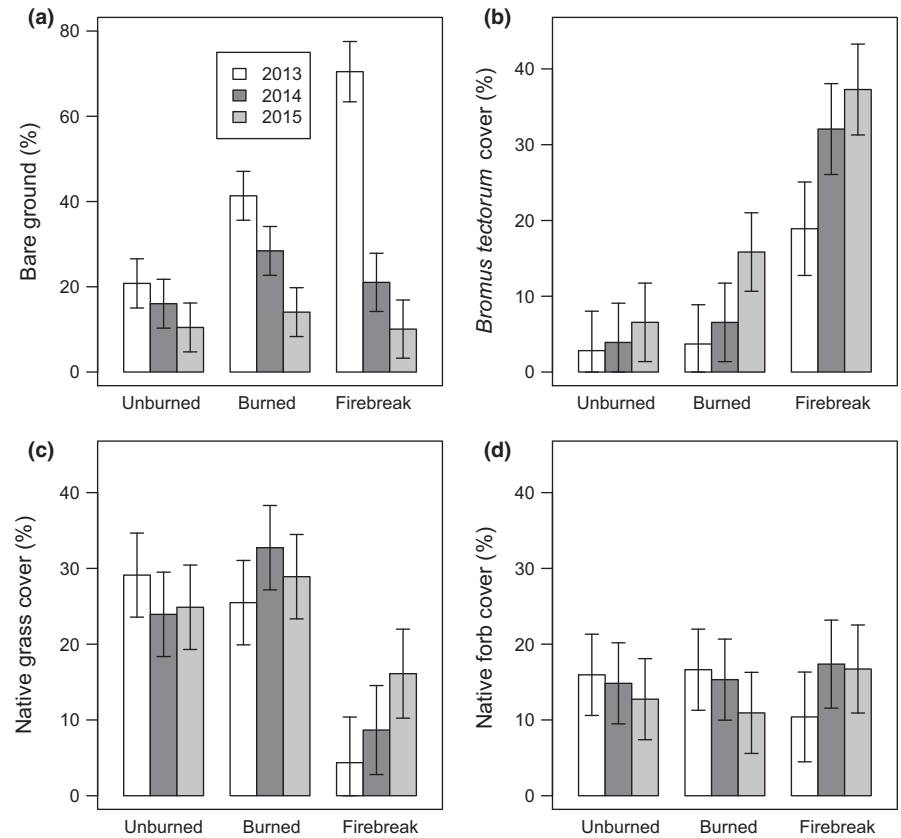 (a)
Bare ground (%)
80
60
40
20
0
2013
2014
2015
Unburned Burned Firebreak
(b)
Bromus tectorum cover (%)
40
30
20
10
0
Unburned Burned Firebreak
(c)
Native grass cover (%)
40
30
20
10
0
Unburned Burned Firebreak
(d)
Native forb cover (%)
40
30
20
10
0
Unburned Burned Firebreak